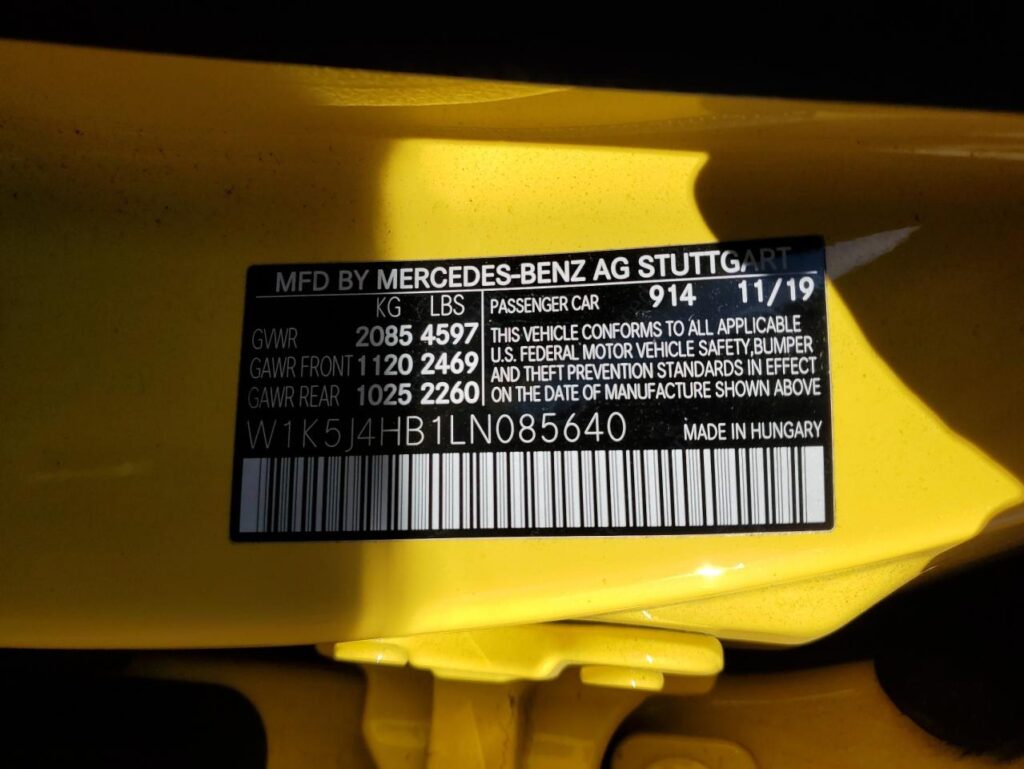 MFD BY MERCEDES-BENZ AG STUTTGART
KG LBS
GVWR 2085 4597
GAWR FRONT 1120 2469
GAWR REAR 1025 2260
PASSENGER CAR 914 11/19
THIS VEHICLE CONFORMS TO ALL APPLICABLE
U.S. FEDERAL MOTOR VEHICLE SAFETY,BUMPER
AND THEFT PREVENTION STANDARDS IN EFFECT
ON THE DATE OF MANUFACTURE SHOWN ABOVE
W1K5J4HB1LN085640 MADE IN HUNGARY